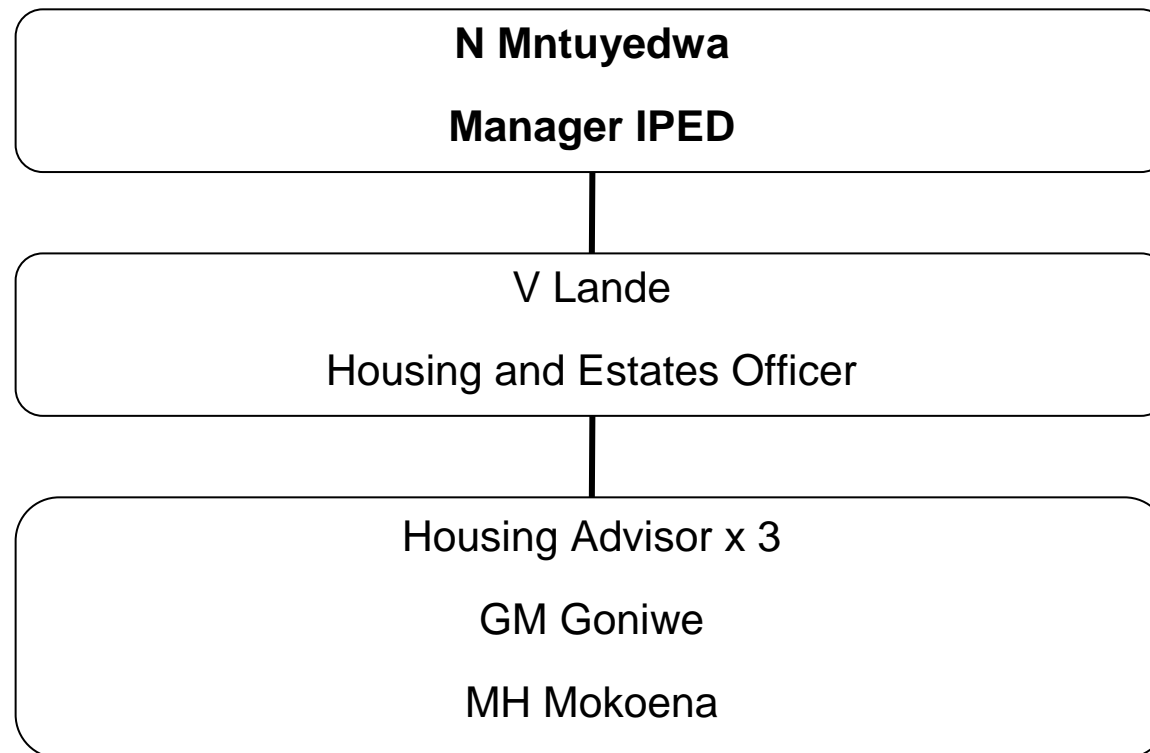 N Mntuyedwa
Manager IPED
V Lande
Housing and Estates Officer
Housing Advisor x 3
GM Goniwe
MH Mokoena